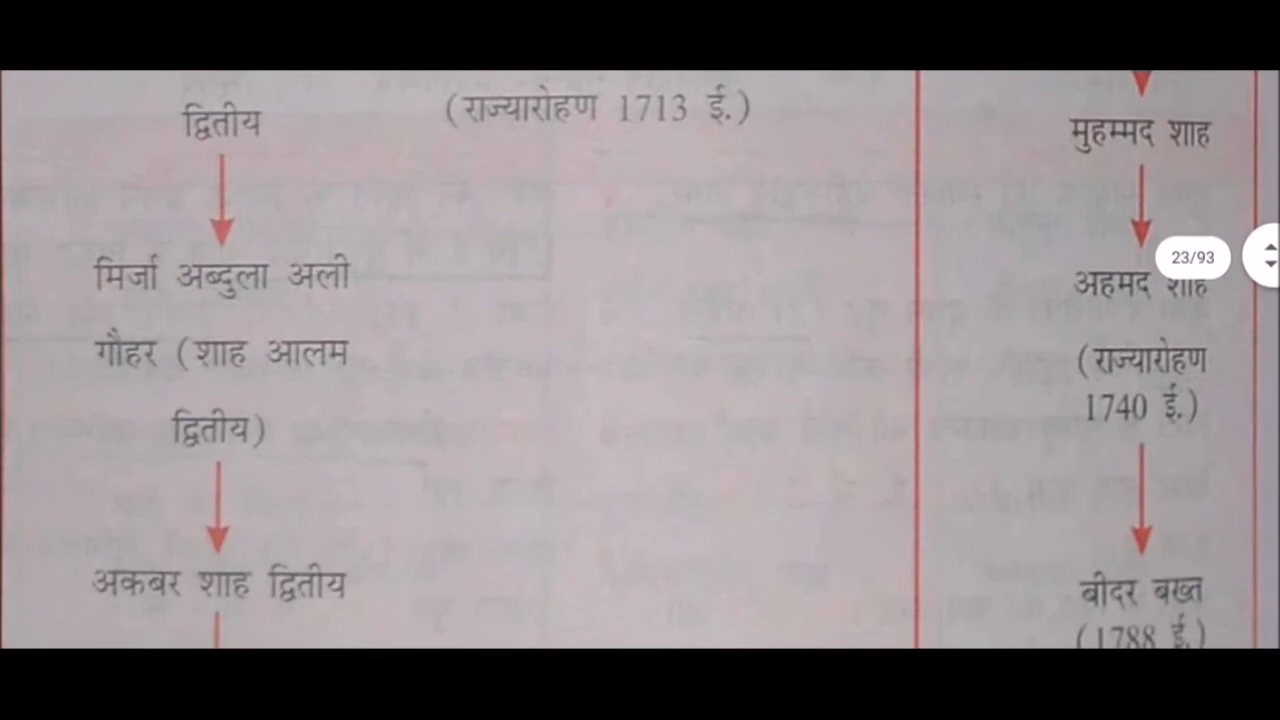 द्वितीय
(राज्यारोहण 1713 ई.)
मिर्जा अब्दुला अली
गौहर (शाह आलम
द्वितीय)
अकबर शाह द्वितीय
मुहम्मद शाह
23/93
अहमद शाह
(राज्यारोहण
1740 ई.)
बीदर बख्त
(1788 ई.)